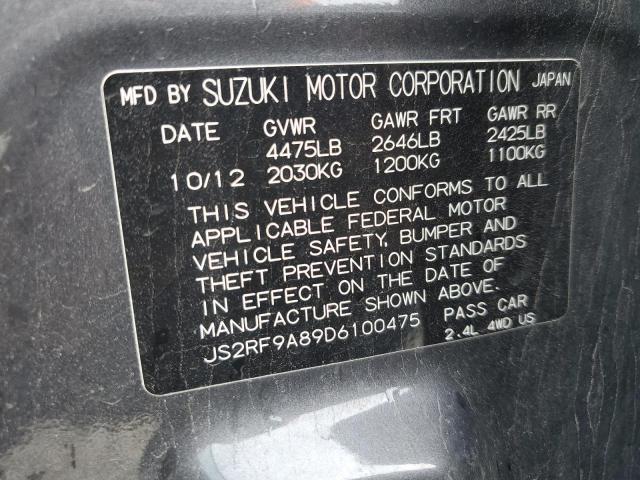 MFD BY SUZUKI MOTOR CORPORATION JAPAN
DATE GVWR GAWR FRT GAWR RR
4475LB 2646LB 2425LB
10/12 2030KG 1200KG 1100KG
THIS VEHICLE CONFORMS TO ALL
APPLICABLE FEDERAL MOTOR
VEHICLE SAFETY, BUMPER AND
THEFT PREVENTION STANDARDS
IN EFFECT ON THE DATE OF
MANUFACTURE SHOWN ABOVE.
JS2RF9A89D6100475 PASS CAR
2.4L 4WD US